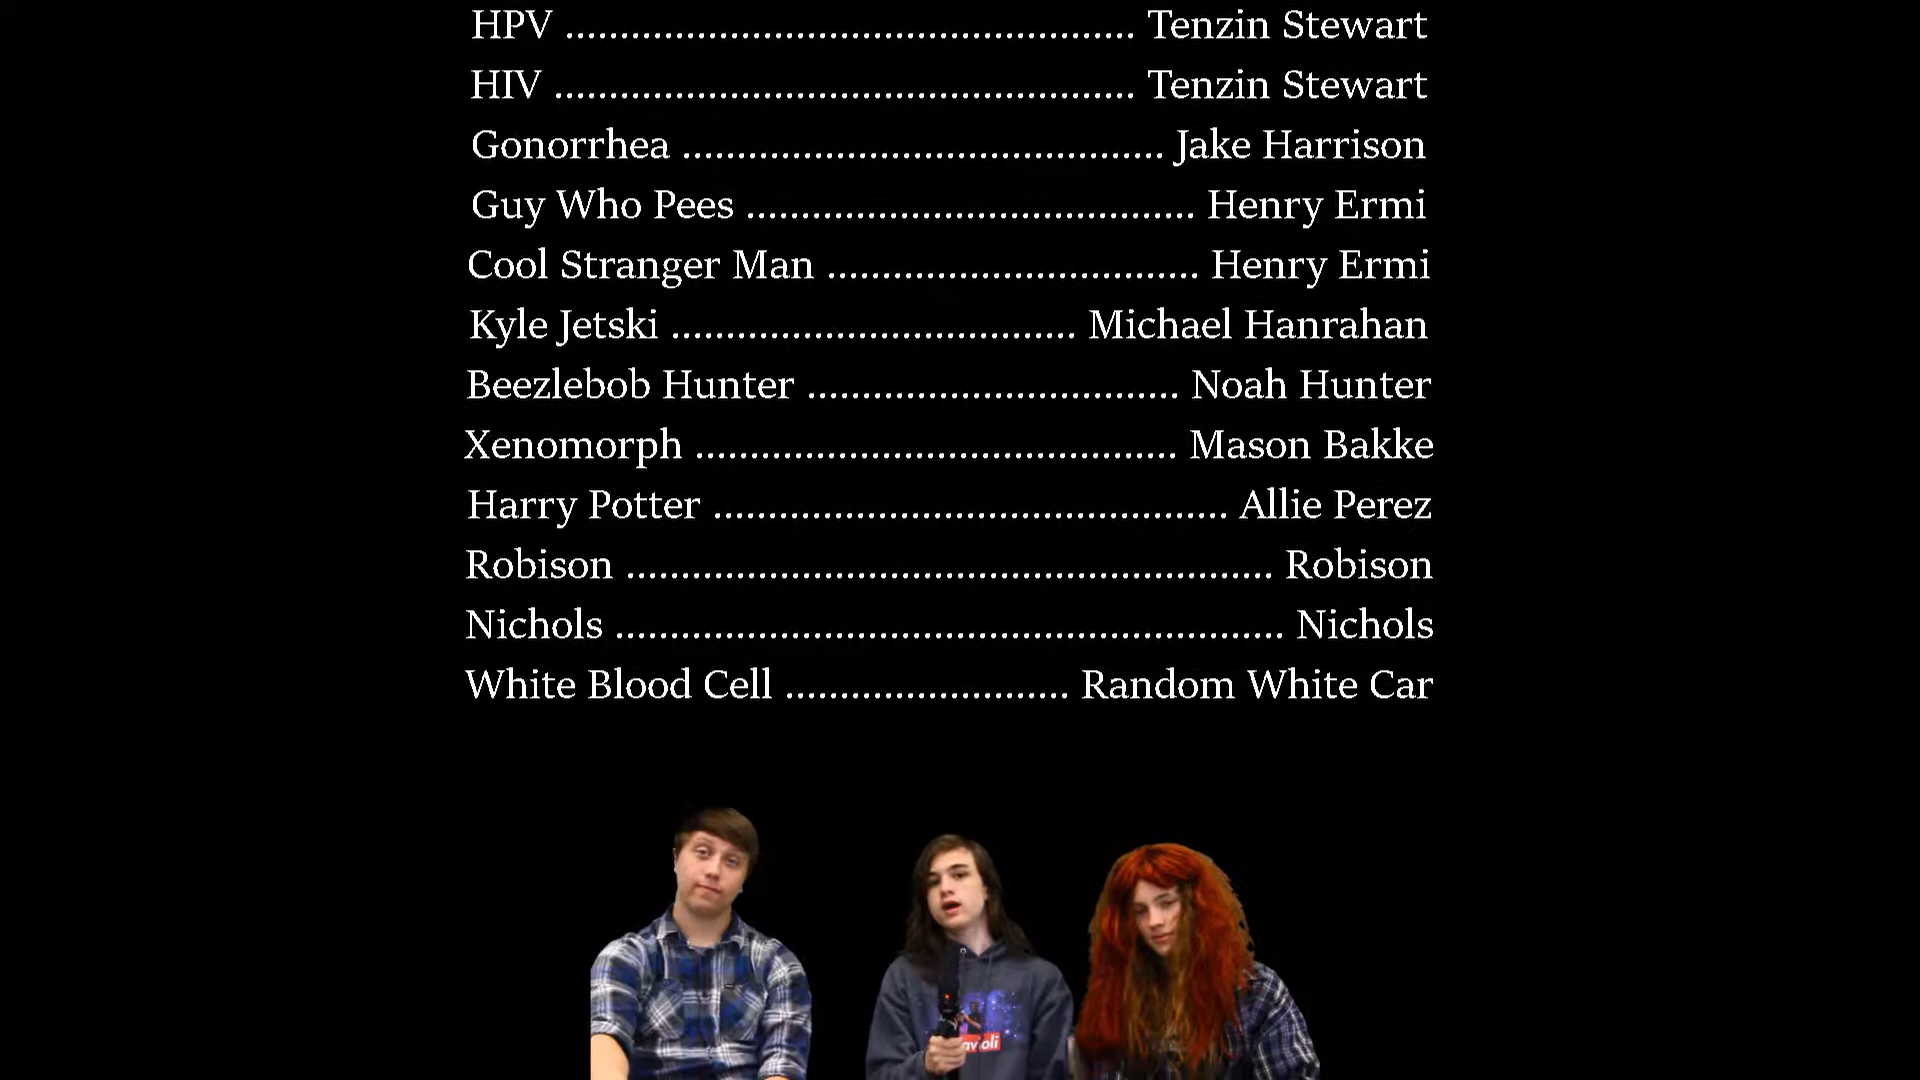 HPV .................................................... Tenzin Stewart
HIV ..................................................... Tenzin Stewart
Gonorrhea ............................................ Jake Harrison
Guy Who Pees ......................................... Henry Ermi
Cool Stranger Man .................................. Henry Ermi
Kyle Jetski ..................................... Michael Hanrahan
Beezlebob Hunter .................................. Noah Hunter
Xenomorph ............................................ Mason Bakke
Harry Potter ............................................... Allie Perez
Robison ........................................................... Robison
Nichols ............................................................. Nichols
White Blood Cell .......................... Random White Car
avioli